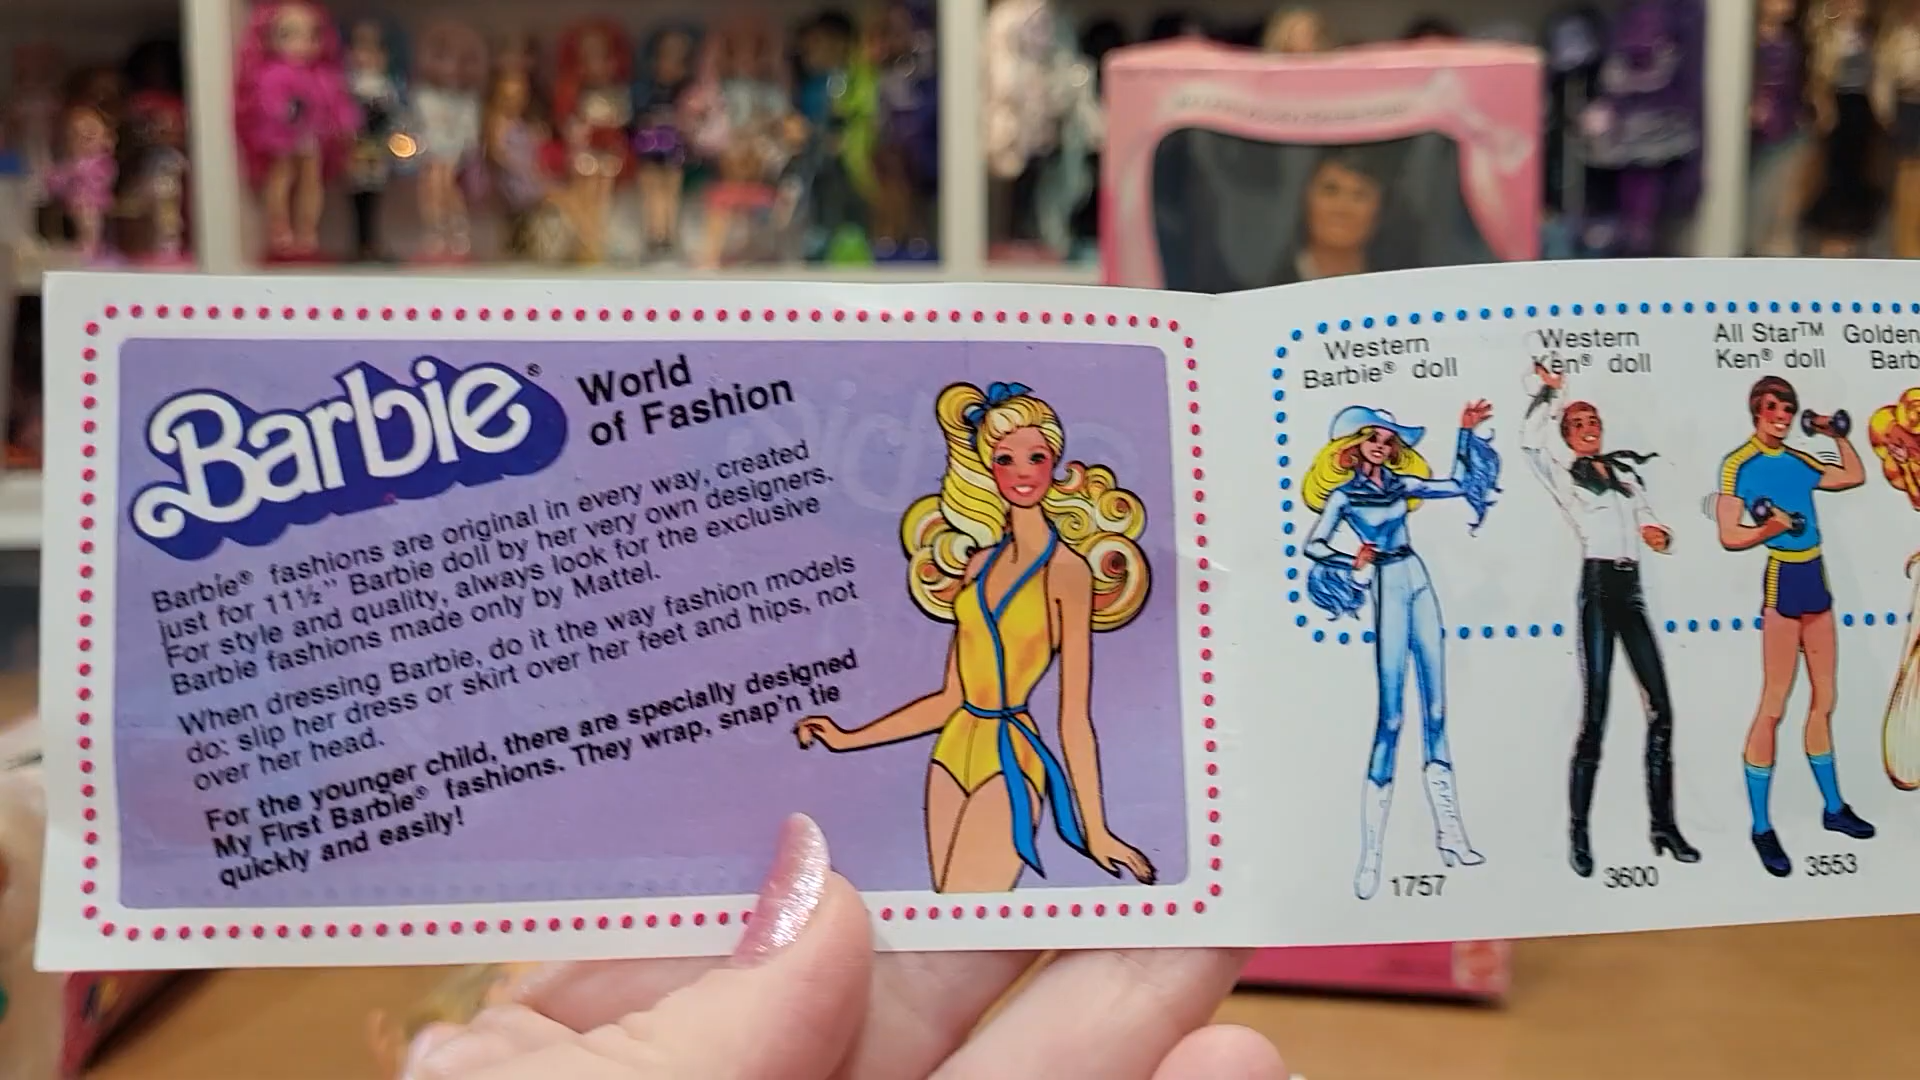 Barbie®
World
of Fashion
Barbie® fashions are original in every way, created
just for 11½" Barbie doll by her very own designers.
For style and quality, always look for the exclusive
Barbie fashions made only by Mattel.
When dressing Barbie, do it the way fashion models
do: slip her dress or skirt over her feet and hips, not
over her head.
For the younger child, there are specially designed
My First Barbie® fashions. They wrap, snap'n tie
quickly and easily!
Western
Barbie® doll
1757
Western
Ken® doll
3600
All Star™
Ken® doll
3553
Golden
Barb